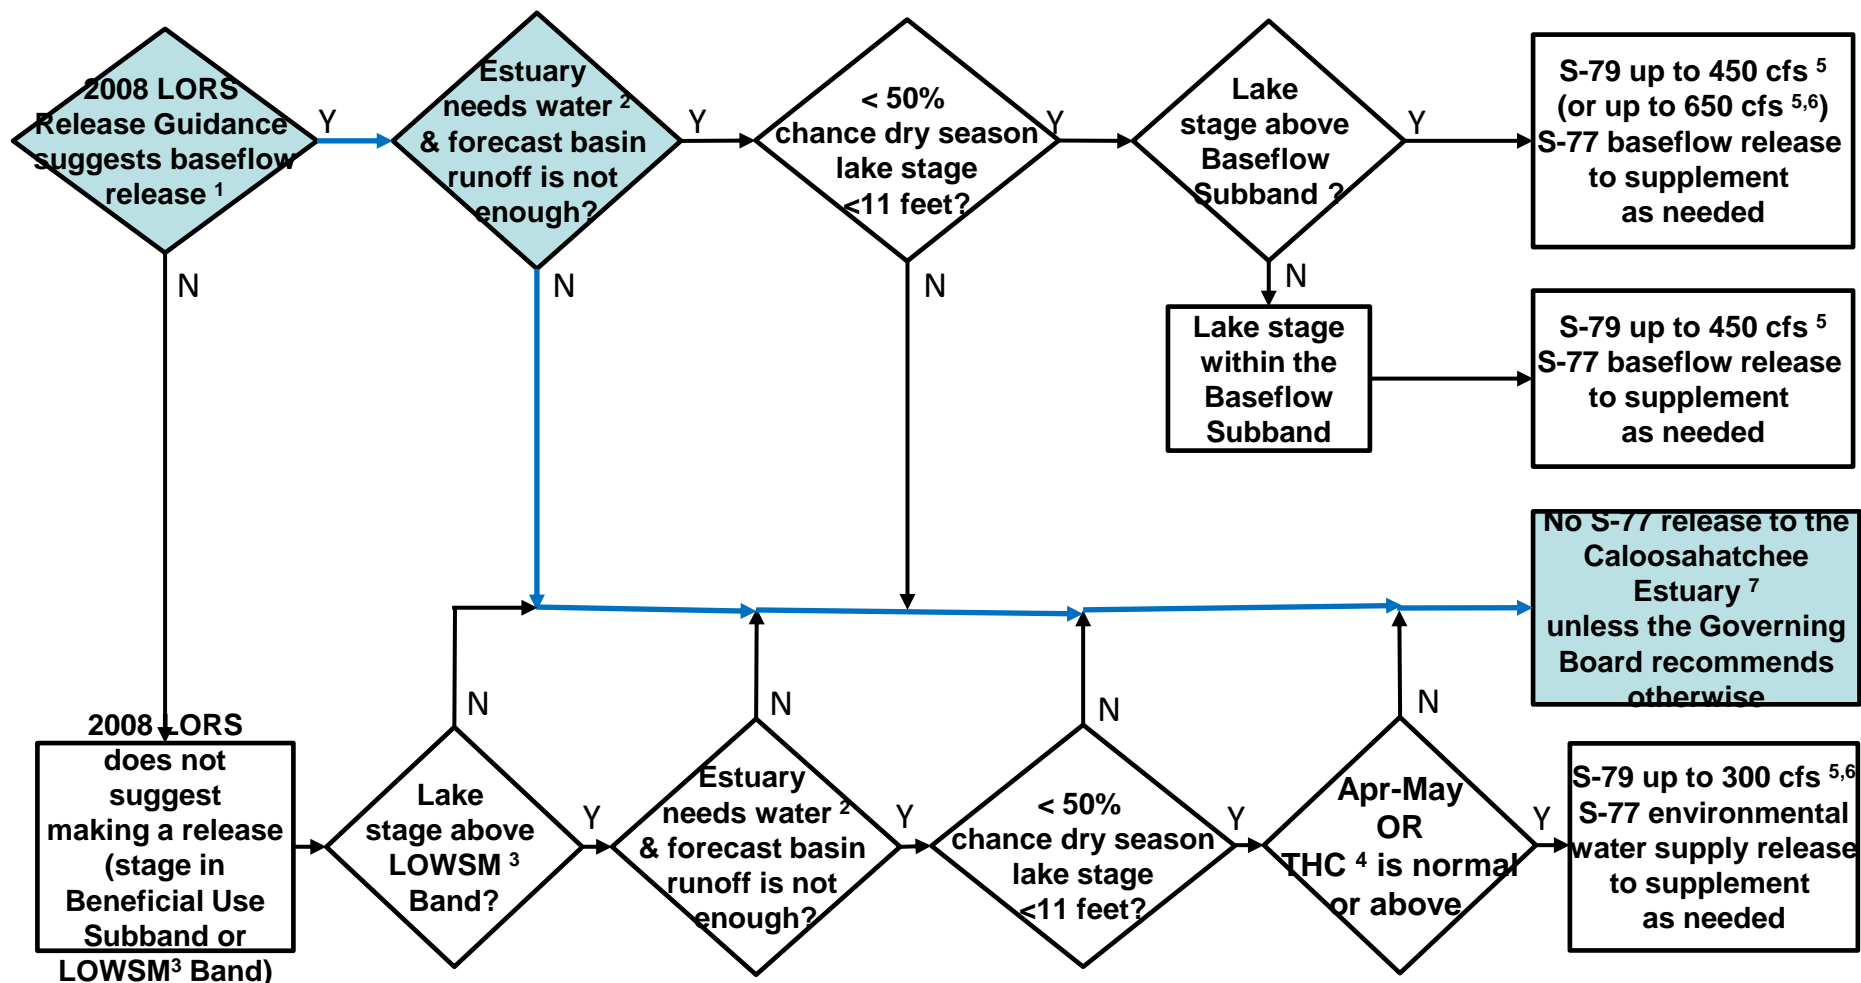 2008 LORS
Release Guidance
suggests baseflow
release 1
Y
N
Estuary
needs water 2
& forecast basin
runoff is not
enough?
Y
N
< 50%
chance dry season
lake stage
<11 feet?
Y
N
Lake
stage above
Baseflow
Subband ?
Y
N
S-79 up to 450 cfs 5
(or up to 650 cfs 5,6)
S-77 baseflow release
to supplement
as needed
Lake stage
within the
Baseflow
Subband
S-79 up to 450 cfs 5
S-77 baseflow release
to supplement
as needed
No S-77 release to the
Caloosahatchee
Estuary 7
unless the Governing
Board recommends
otherwise
2008 LORS
does not
suggest
making a release
(stage in
Beneficial Use
Subband or
LOWSM3 Band)
N
Lake
stage above
LOWSM 3
Band?
Y
N
Estuary
needs water 2
& forecast basin
runoff is not
enough?
Y
N
< 50%
chance dry season
lake stage
<11 feet?
Y
N
Apr-May
OR
THC 4 is normal
or above
Y
S-79 up to 300 cfs 5,6
S-77 environmental
water supply release
to supplement
as needed